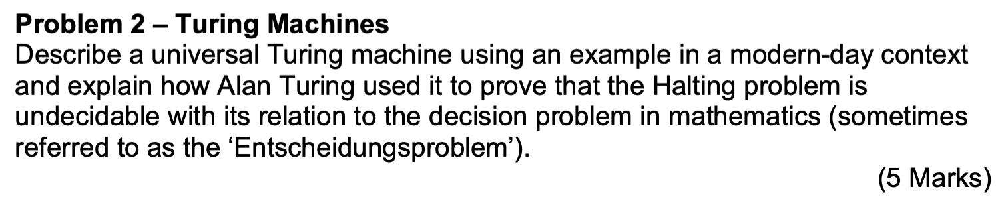 Problem 2 – Turing Machines
Describe a universal Turing machine using an example in a modern-day context
and explain how Alan Turing used it to prove that the Halting problem is
undecidable with its relation to the decision problem in mathematics (sometimes
referred to as the ‘Entscheidungsproblem’).
(5 Marks)